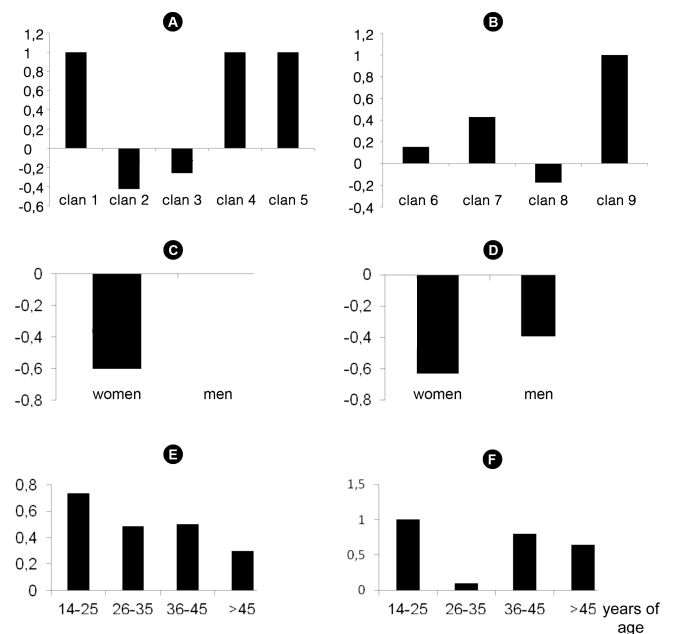 A
1,2
1
0,8
0,6
0,4
0,2
0
-0,2
-0,4
-0,6
clan 1 clan 2 clan 3 clan 4 clan 5
B
1,2
1
0,8
0,6
0,4
0,2
0
-0,2
-0,4
clan 6 clan 7 clan 8 clan 9
C
0
-0,2
-0,4
-0,6
-0,8
women men
D
0
-0,2
-0,4
-0,6
-0,8
women men
E
0,8
0,6
0,4
0,2
0
14-25 26-35 36-45 >45
F
1,5
1
0,5
0
14-25 26-35 36-45 >45 years of
age